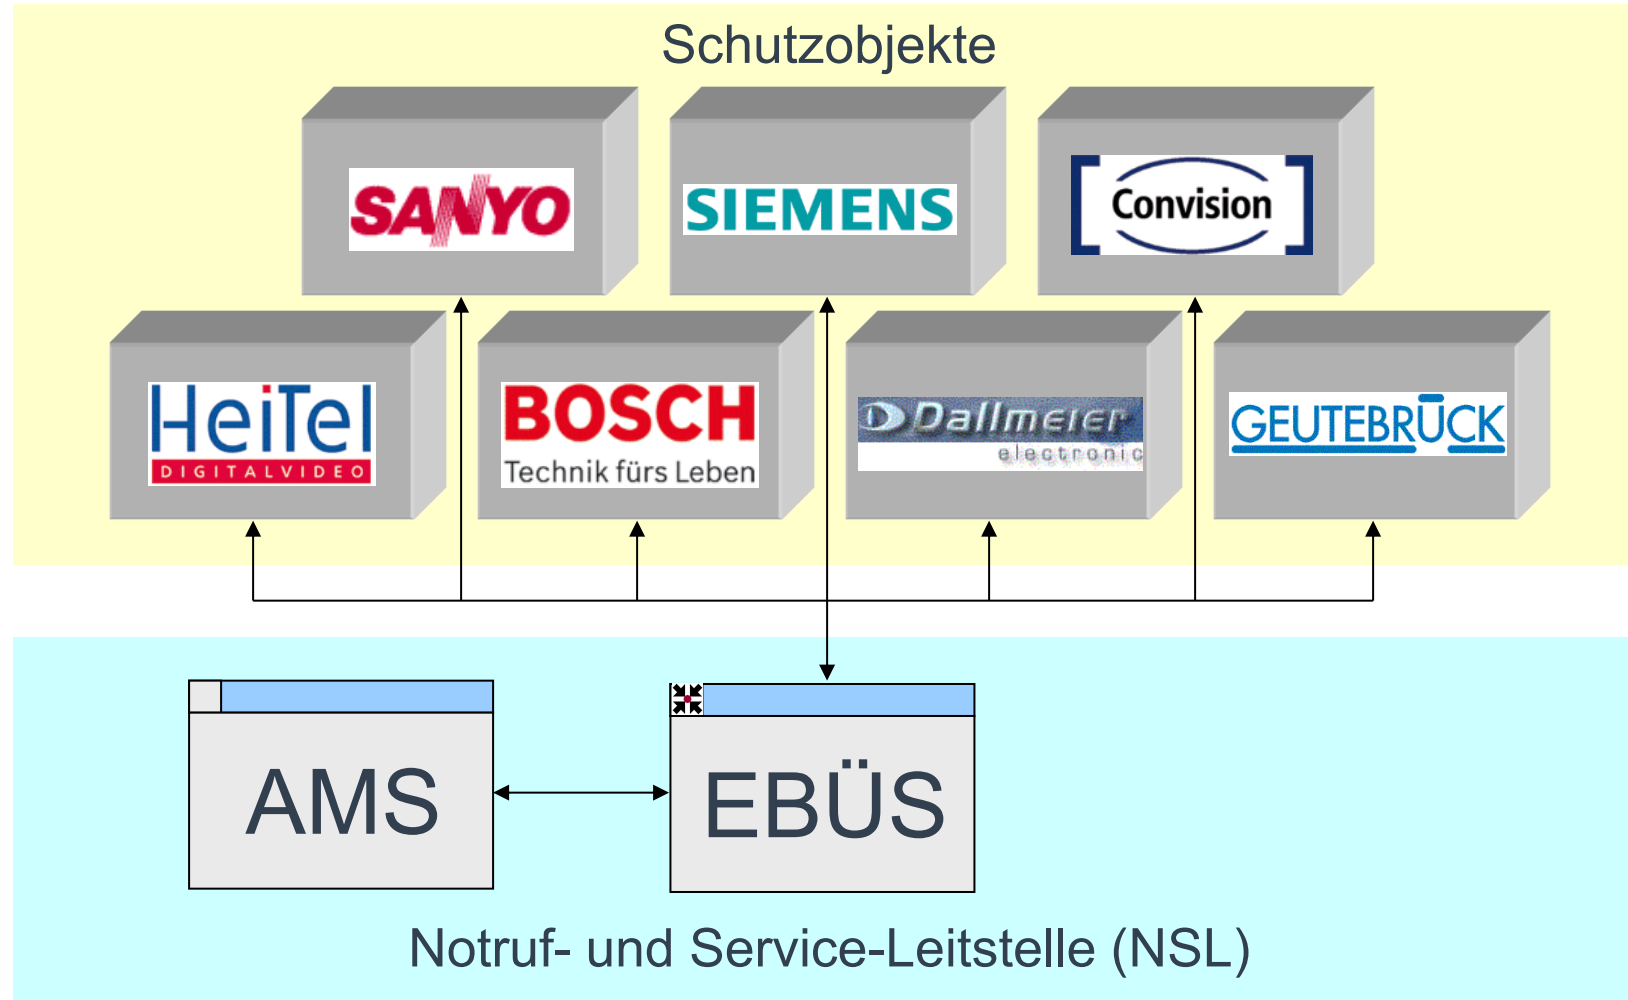 Schutzobjekte
SANYO
SIEMENS
Convision
HeiTel
DIGITALVIDEO
BOSCH
Technik fürs Leben
Dallmeier
electronic
GEUTEBRÜCK
AMS
EBÜS
Notruf- und Service-Leitstelle (NSL)